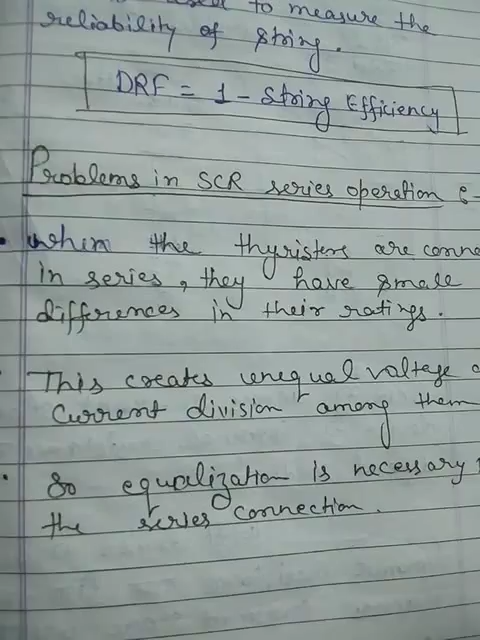 to measure the
reliability of string.
DRF = 1 - String Efficiency
Problems in SCR series operation :-
• when the thyristers are conne
in series, they have small
differences in their ratings.
• This creates unequal voltage
current division among them
• So equalization is necessary
the series connection.